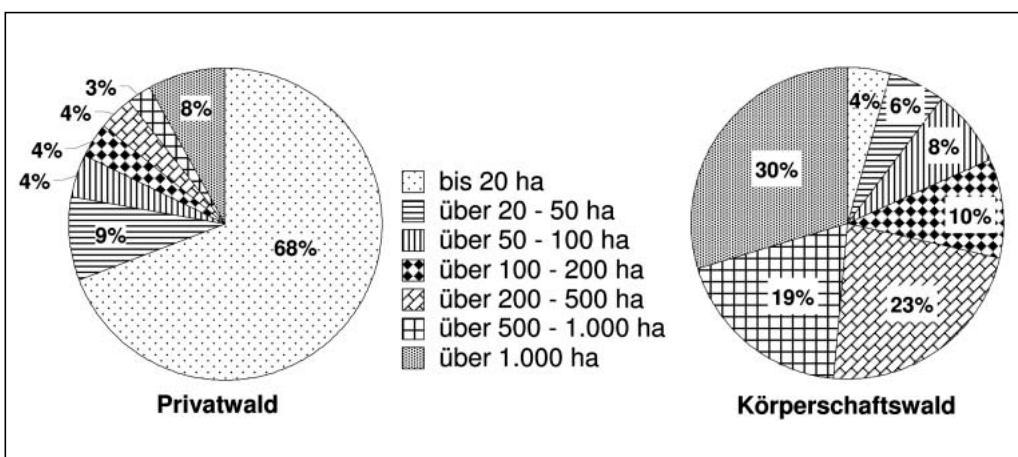 3%
8%
4%
4%
4%
9%
68%
Privatwald
bis 20 ha
über 20 - 50 ha
über 50 - 100 ha
über 100 - 200 ha
über 200 - 500 ha
über 500 - 1.000 ha
über 1.000 ha
4%
6%
8%
10%
23%
19%
30%
Körperschaftswald